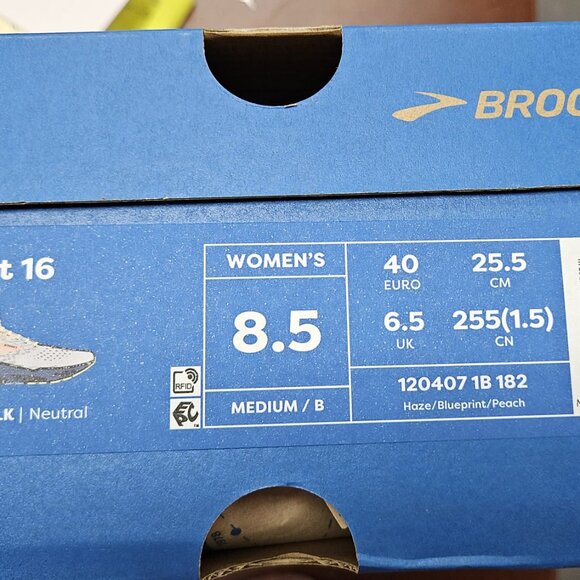 BROO
t 16
WOMEN'S
8.5
MEDIUM / B
40
EURO
25.5
CM
6.5
UK
255(1.5)
CN
120407 1B 182
Haze/Blueprint/Peach
RFID
EPC
LK | Neutral